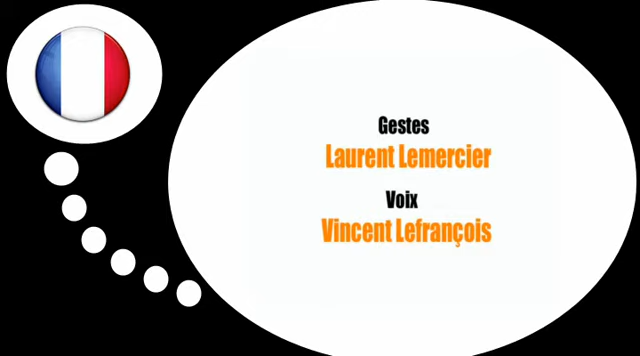 Gestes
Laurent Lemercier
Voix
Vincent Lefrançois